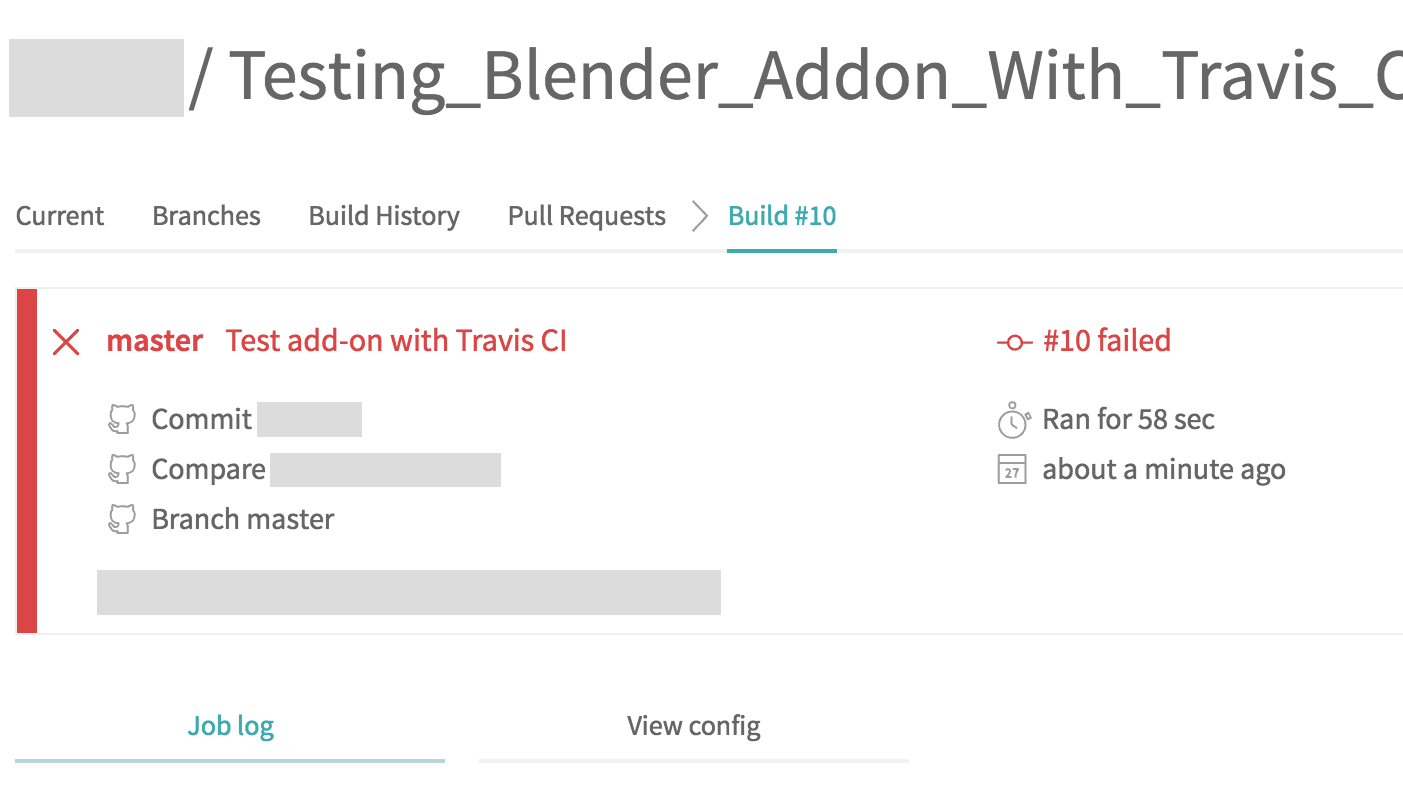 / Testing_Blender_Addon_With_Travis_C
Current Branches Build History Pull Requests Build #10
master Test add-on with Travis CI
#10 failed
Commit
Ran for 58 sec
Compare
27 about a minute ago
Branch master
Job log View config